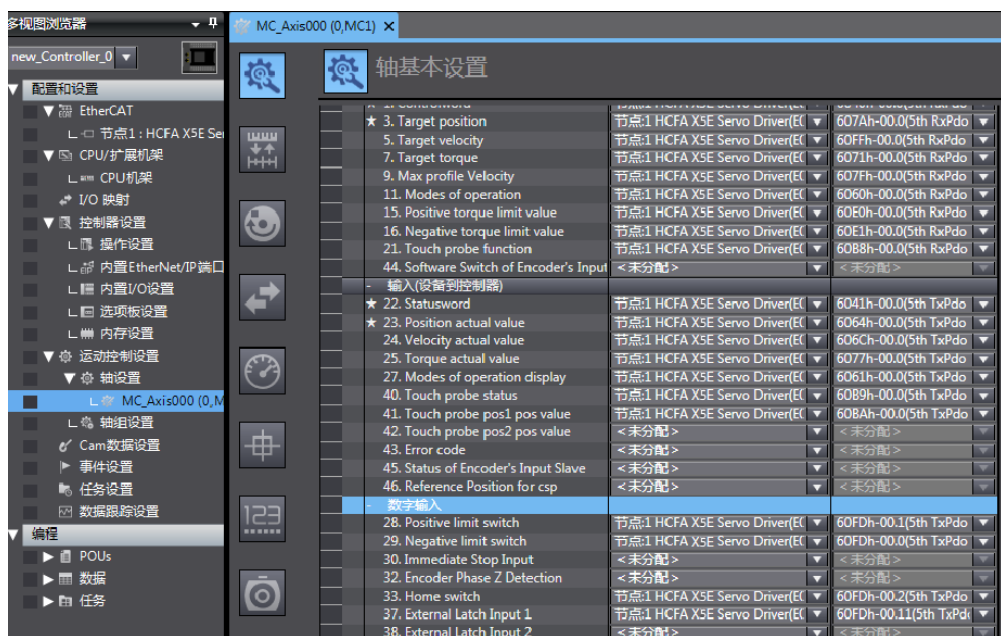 多视图浏览器
new_Controller_0
配置和设置
EtherCAT
节点1 : HCFA X5E Ser
CPU/扩展机架
CPU机架
I/O 映射
控制器设置
操作设置
内置EtherNet/IP端口
内置I/O设置
选项板设置
内存设置
运动控制设置
轴设置
MC_Axis000 (0,M
轴组设置
Cam数据设置
事件设置
任务设置
数据跟踪设置
编程
POUs
数据
任务
MC_Axis000 (0,MC1)
轴基本设置
★ 3. Target position 节点:1 HCFA X5E Servo Driver(E( 607Ah-00.0(5th RxPdo
5. Target velocity 节点:1 HCFA X5E Servo Driver(E( 60FFh-00.0(5th RxPdo
7. Target torque 节点:1 HCFA X5E Servo Driver(E( 6071h-00.0(5th RxPdo
9. Max profile Velocity 节点:1 HCFA X5E Servo Driver(E( 607Fh-00.0(5th RxPdo
11. Modes of operation 节点:1 HCFA X5E Servo Driver(E( 6060h-00.0(5th RxPdo
15. Positive torque limit value 节点:1 HCFA X5E Servo Driver(E( 60E0h-00.0(5th RxPdo
16. Negative torque limit value 节点:1 HCFA X5E Servo Driver(E( 60E1h-00.0(5th RxPdo
21. Touch probe function 节点:1 HCFA X5E Servo Driver(E( 60B8h-00.0(5th RxPdo
44. Software Switch of Encoder's Input <未分配> <未分配>
- 输入(设备到控制器)
★ 22. Statusword 节点:1 HCFA X5E Servo Driver(E( 6041h-00.0(5th TxPdo
★ 23. Position actual value 节点:1 HCFA X5E Servo Driver(E( 6064h-00.0(5th TxPdo
24. Velocity actual value 节点:1 HCFA X5E Servo Driver(E( 606Ch-00.0(5th TxPdo
25. Torque actual value 节点:1 HCFA X5E Servo Driver(E( 6077h-00.0(5th TxPdo
27. Modes of operation display 节点:1 HCFA X5E Servo Driver(E( 6061h-00.0(5th TxPdo
40. Touch probe status 节点:1 HCFA X5E Servo Driver(E( 60B9h-00.0(5th TxPdo
41. Touch probe pos1 pos value 节点:1 HCFA X5E Servo Driver(E( 60BAh-00.0(5th TxPdo
42. Touch probe pos2 pos value <未分配> <未分配>
43. Error code <未分配> <未分配>
45. Status of Encoder's Input Slave <未分配> <未分配>
46. Reference Position for csp <未分配> <未分配>
- 数字输入
28. Positive limit switch 节点:1 HCFA X5E Servo Driver(E( 60FDh-00.1(5th TxPdo
29. Negative limit switch 节点:1 HCFA X5E Servo Driver(E( 60FDh-00.0(5th TxPdo
30. Immediate Stop Input <未分配> <未分配>
32. Encoder Phase Z Detection <未分配> <未分配>
33. Home switch 节点:1 HCFA X5E Servo Driver(E( 60FDh-00.2(5th TxPdo
37. External Latch Input 1 节点:1 HCFA X5E Servo Driver(E( 60FDh-00.11(5th TxPd(
38. External Latch Input 2 <未分配> <未分配>